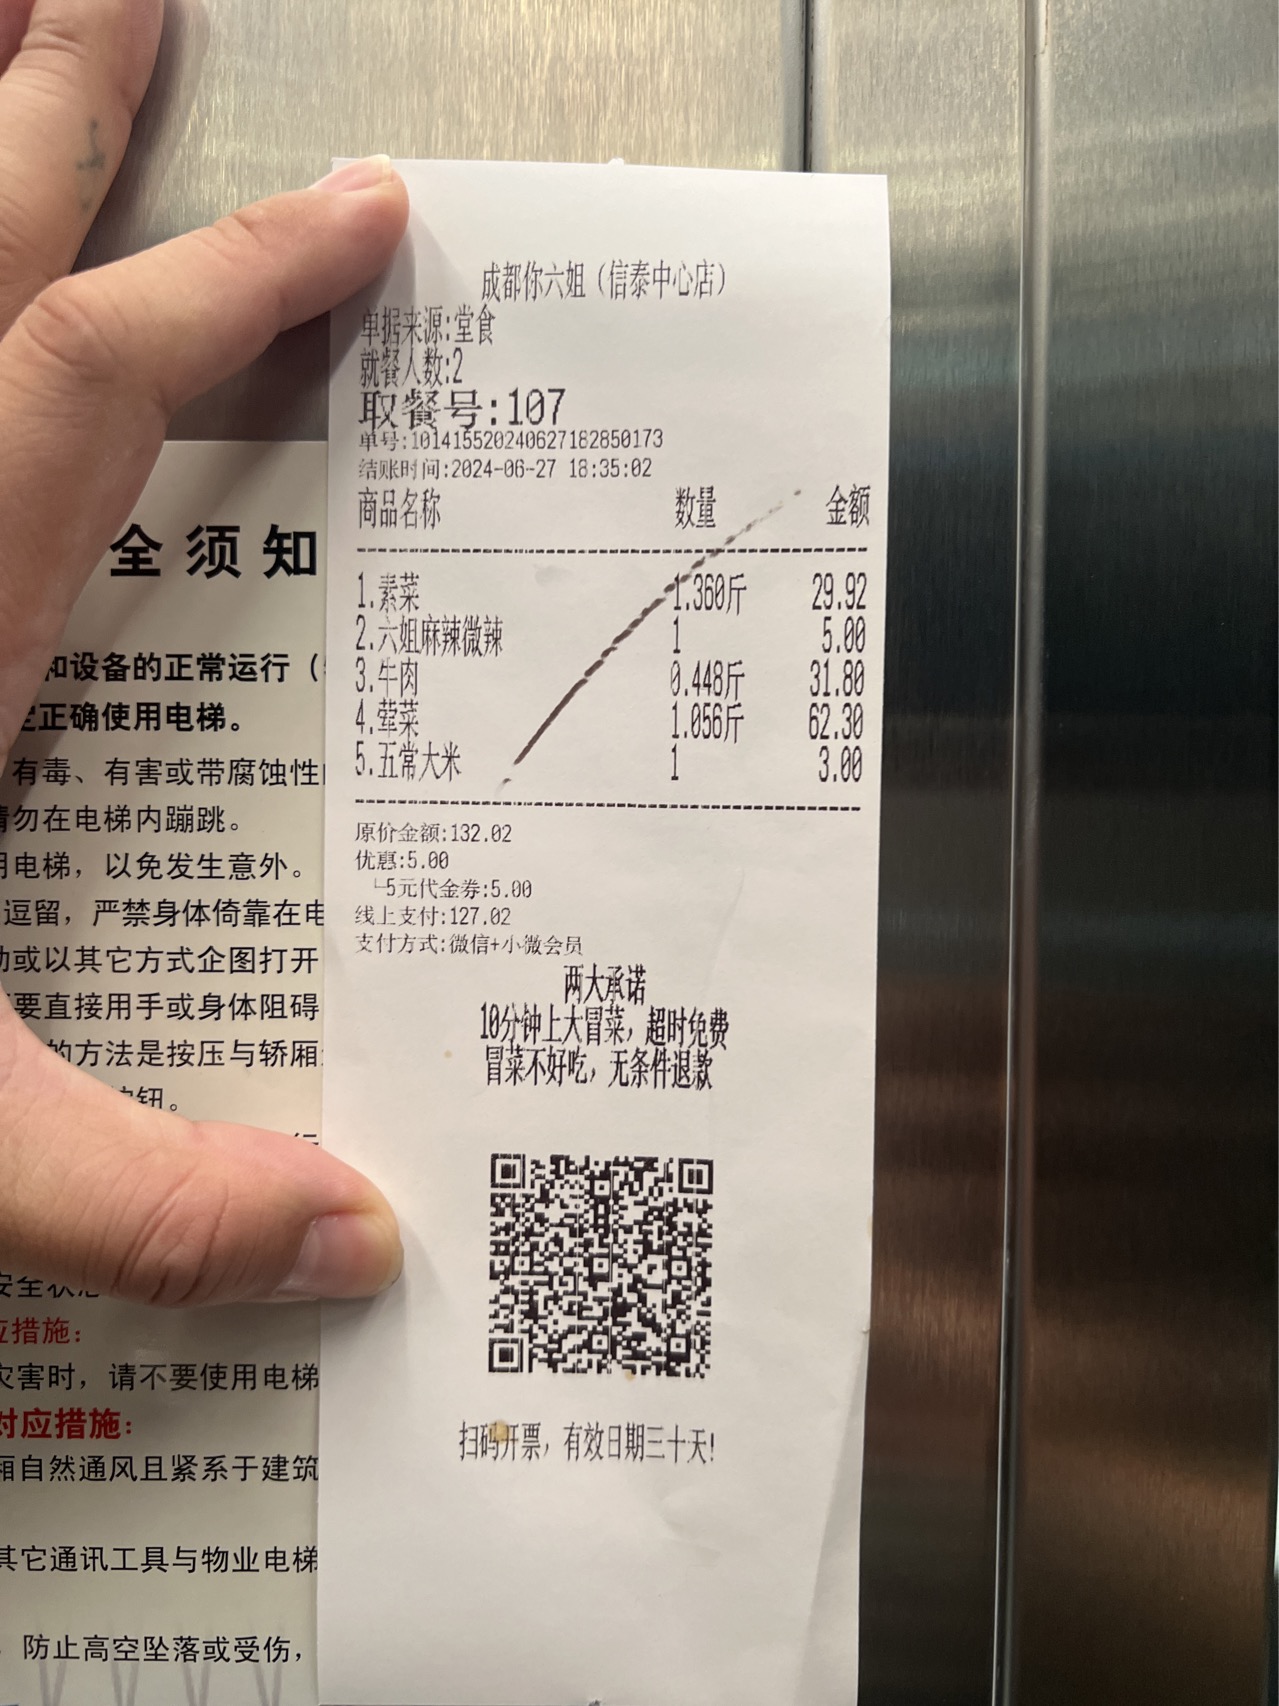 成都你六姐（信泰中心店）
单据来源:堂食
就餐人数:2
取餐号:107
单号:101415520240627182850173
结账时间:2024-06-27 18:35:02
商品名称 数量 金额
1.素菜 1.360斤 29.92
2.六姐麻辣微辣 1 5.00
3.牛肉 0.448斤 31.80
4.荤菜 1.056斤 62.30
5.五常大米 1 3.00
原价金额:132.02
优惠:5.00
└5元代金券:5.00
线上支付:127.02
支付方式:微信+小微会员
两大承诺
10分钟上大冒菜，超时免费
冒菜不好吃，无条件退款
扫码开票，有效日期三十天!
全须知
和设备的正常运行（
正确使用电梯。
有毒、有害或带腐蚀性
请勿在电梯内蹦跳。
用电梯，以免发生意外。
逗留，严禁身体倚靠在电
动或以其它方式企图打开
要直接用手或身体阻碍
的方法是按压与轿厢
钮。
安全状态
应措施：
灾害时，请不要使用电梯
对应措施：
厢自然通风且紧系于建筑
其它通讯工具与物业电梯
防止高空坠落或受伤，